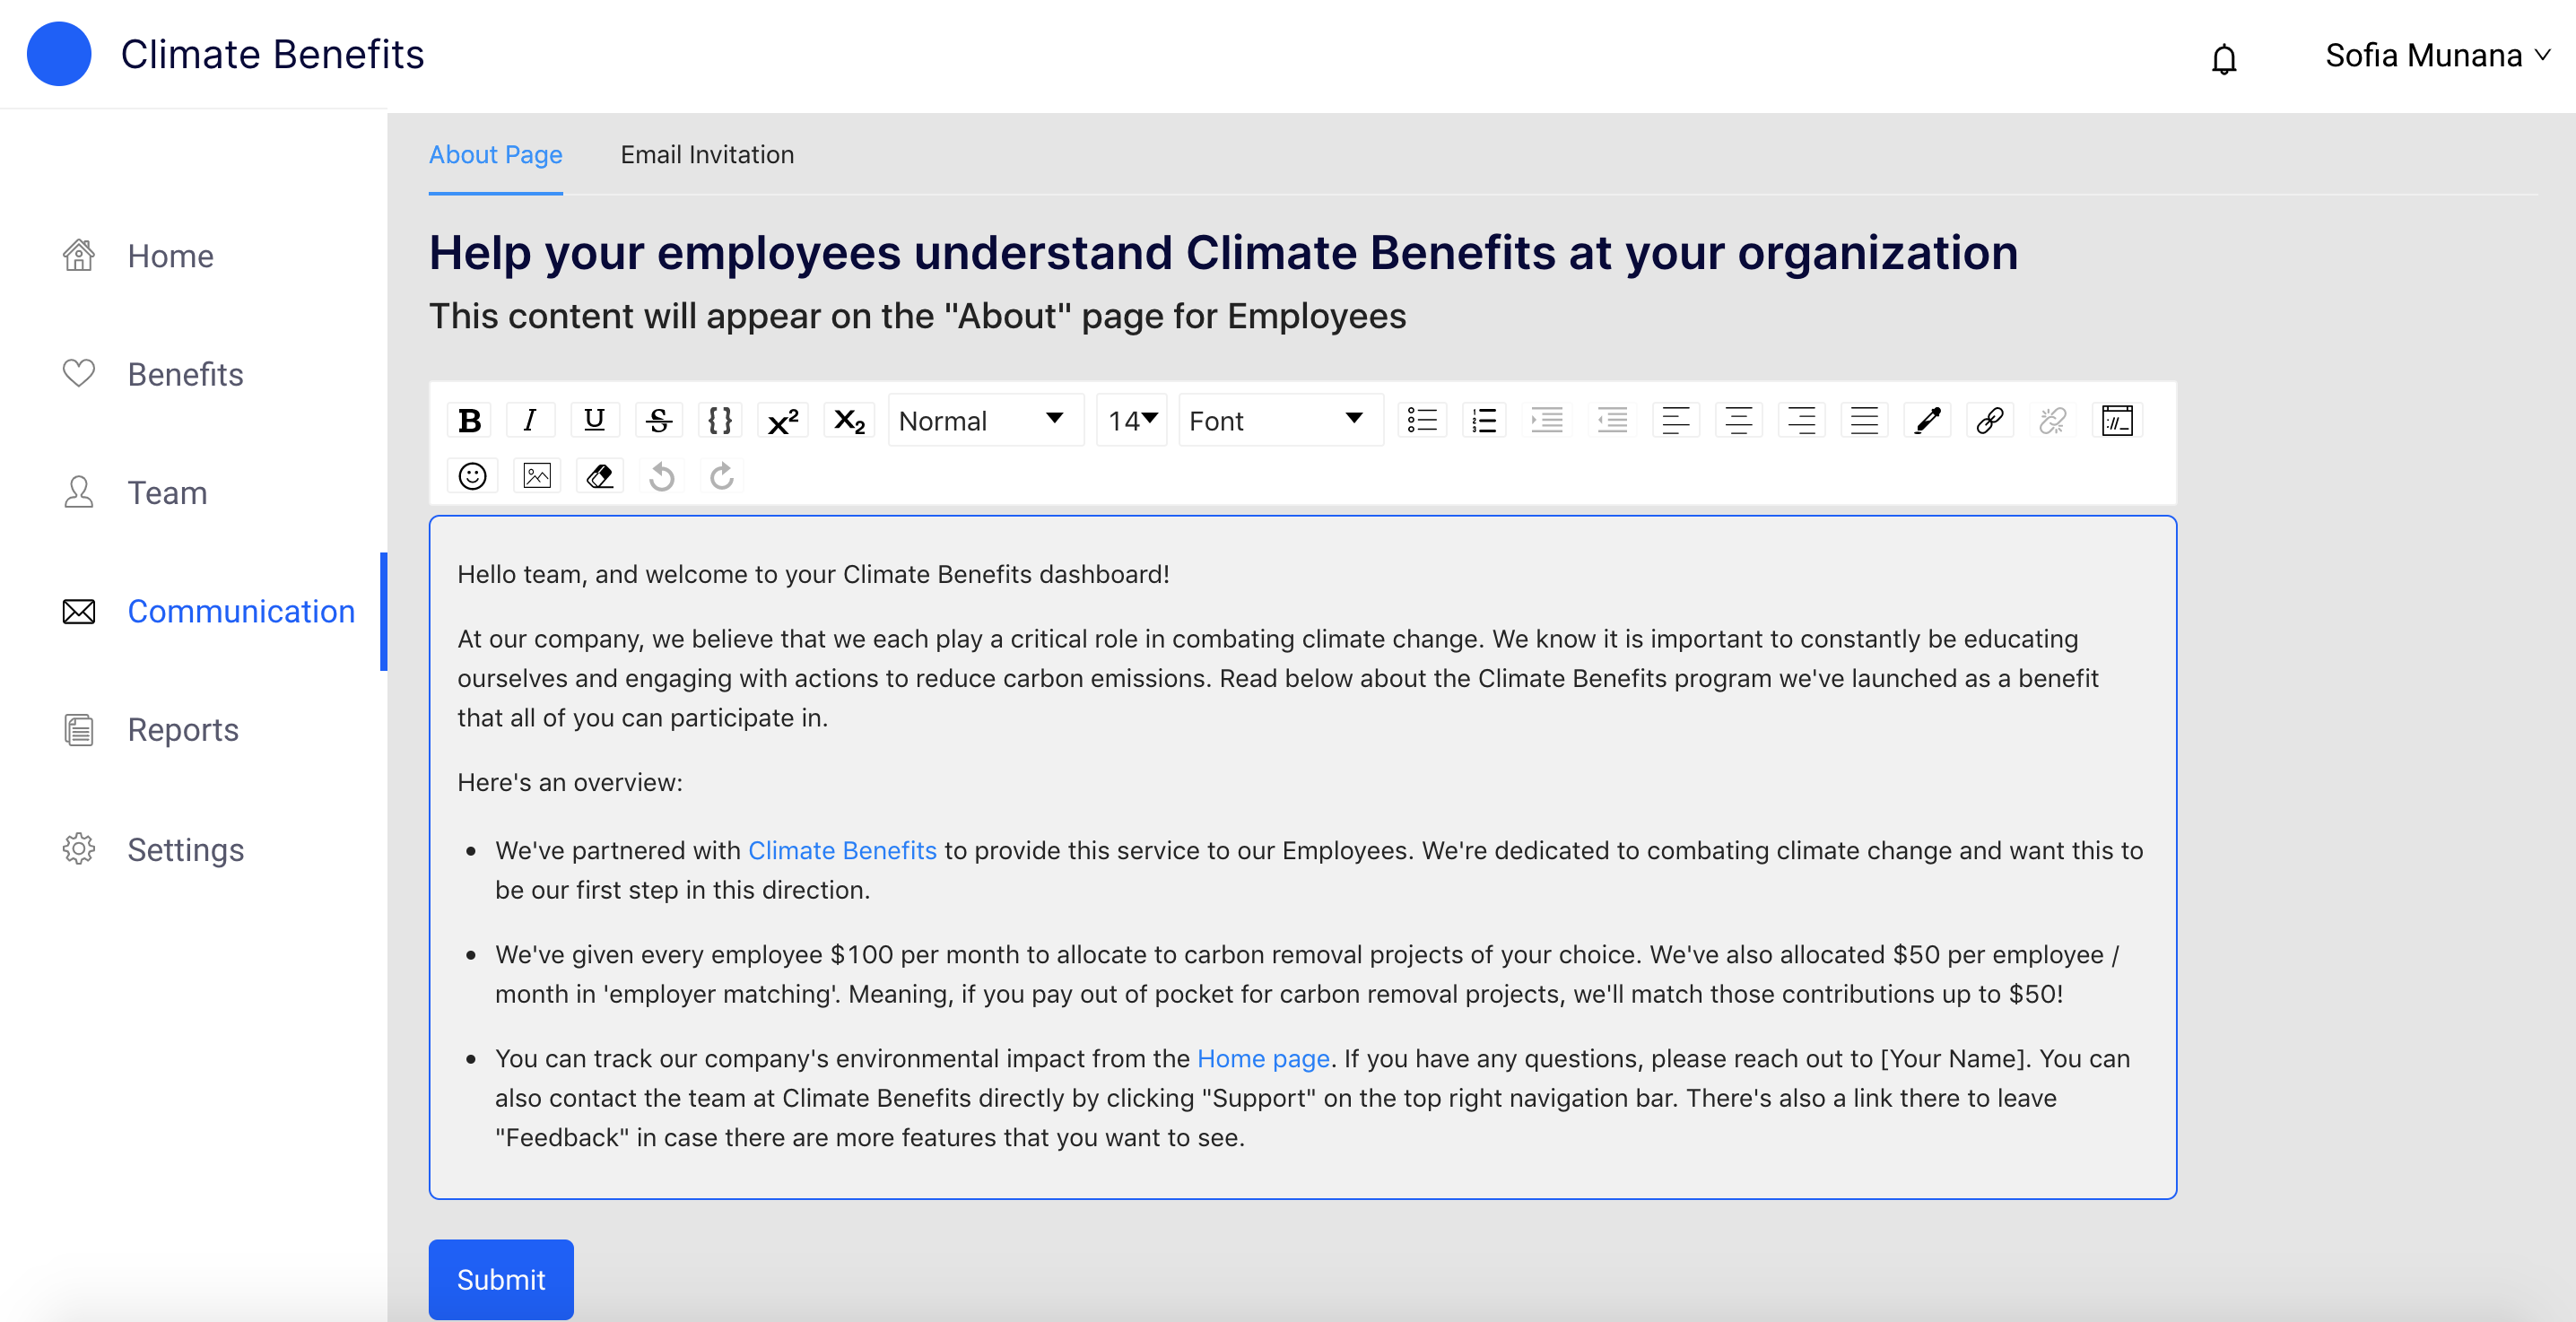 Climate Benefits
Sofia Munana
Home
Benefits
Team
Communication
Reports
Settings
About Page
Email Invitation
Help your employees understand Climate Benefits at your organization
This content will appear on the "About" page for Employees
B I U S {} x2 x2 Normal 14 Font
Hello team, and welcome to your Climate Benefits dashboard!
At our company, we believe that we each play a critical role in combating climate change. We know it is important to constantly be educating
ourselves and engaging with actions to reduce carbon emissions. Read below about the Climate Benefits program we've launched as a benefit
that all of you can participate in.
Here's an overview:
• We've partnered with Climate Benefits to provide this service to our Employees. We're dedicated to combating climate change and want this to
be our first step in this direction.
• We've given every employee $100 per month to allocate to carbon removal projects of your choice. We've also allocated $50 per employee /
month in 'employer matching'. Meaning, if you pay out of pocket for carbon removal projects, we'll match those contributions up to $50!
• You can track our company's environmental impact from the Home page. If you have any questions, please reach out to [Your Name]. You can
also contact the team at Climate Benefits directly by clicking "Support" on the top right navigation bar. There's also a link there to leave
"Feedback" in case there are more features that you want to see.
Submit